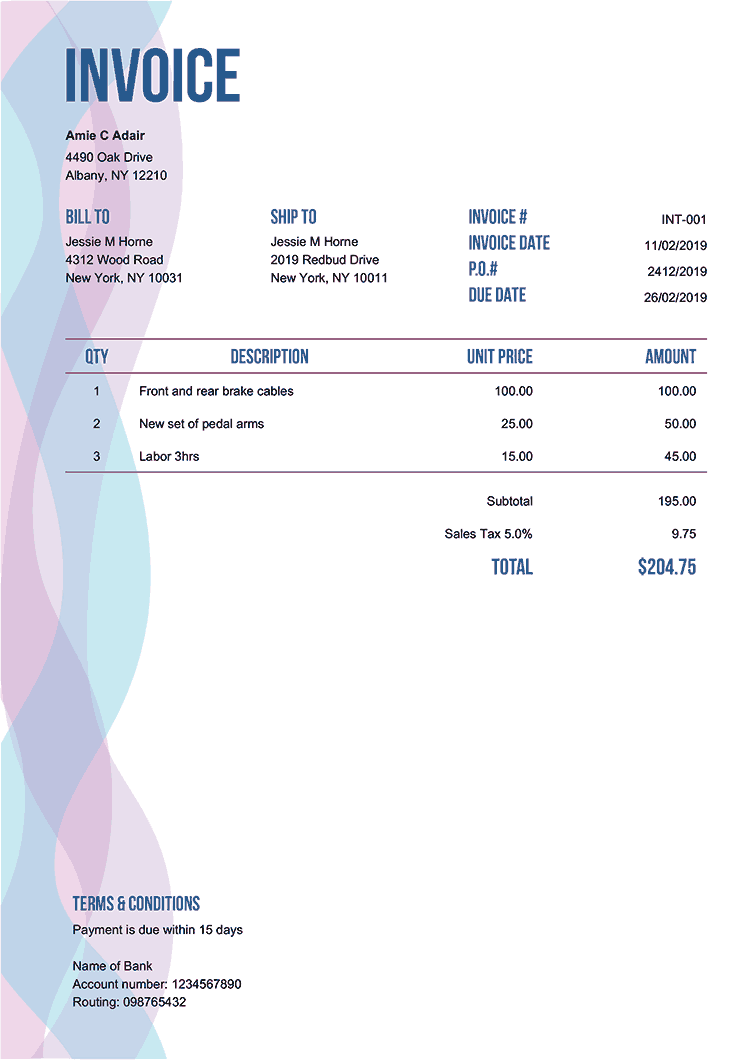 INVOICE
Amie C Adair
4490 Oak Drive
Albany, NY 12210
BILL TO
Jessie M Horne
4312 Wood Road
New York, NY 10031
SHIP TO
Jessie M Horne
2019 Redbud Drive
New York, NY 10011
INVOICE # INT-001
INVOICE DATE 11/02/2019
P.O.# 2412/2019
DUE DATE 26/02/2019
QTY DESCRIPTION UNIT PRICE AMOUNT
1 Front and rear brake cables 100.00 100.00
2 New set of pedal arms 25.00 50.00
3 Labor 3hrs 15.00 45.00
Subtotal 195.00
Sales Tax 5.0% 9.75
TOTAL $204.75
TERMS & CONDITIONS
Payment is due within 15 days
Name of Bank
Account number: 1234567890
Routing: 098765432